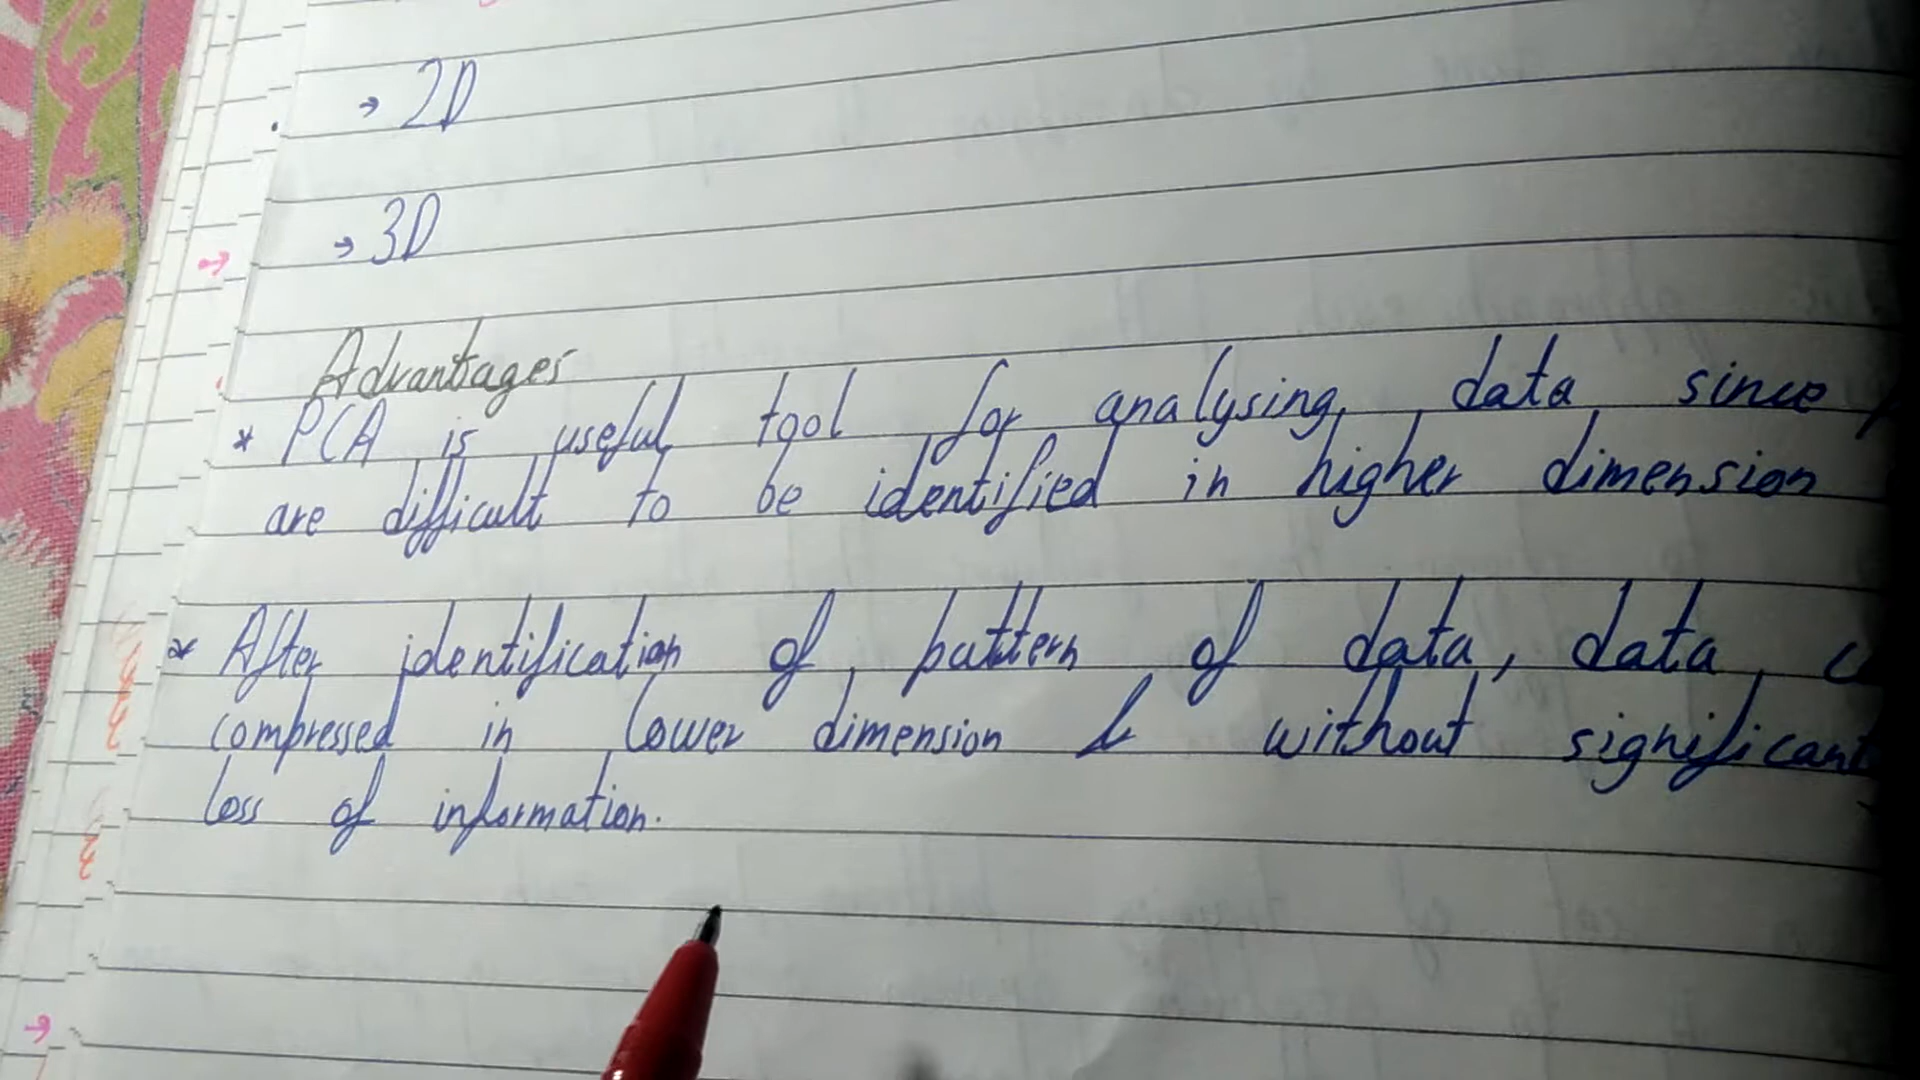 → 2D
→ 3D
Advantages
* PCA is useful tool for analysing data since
are difficult to be identified in higher dimension
* After identification of pattern of data, data
compressed in lower dimension & without significant
loss of information.